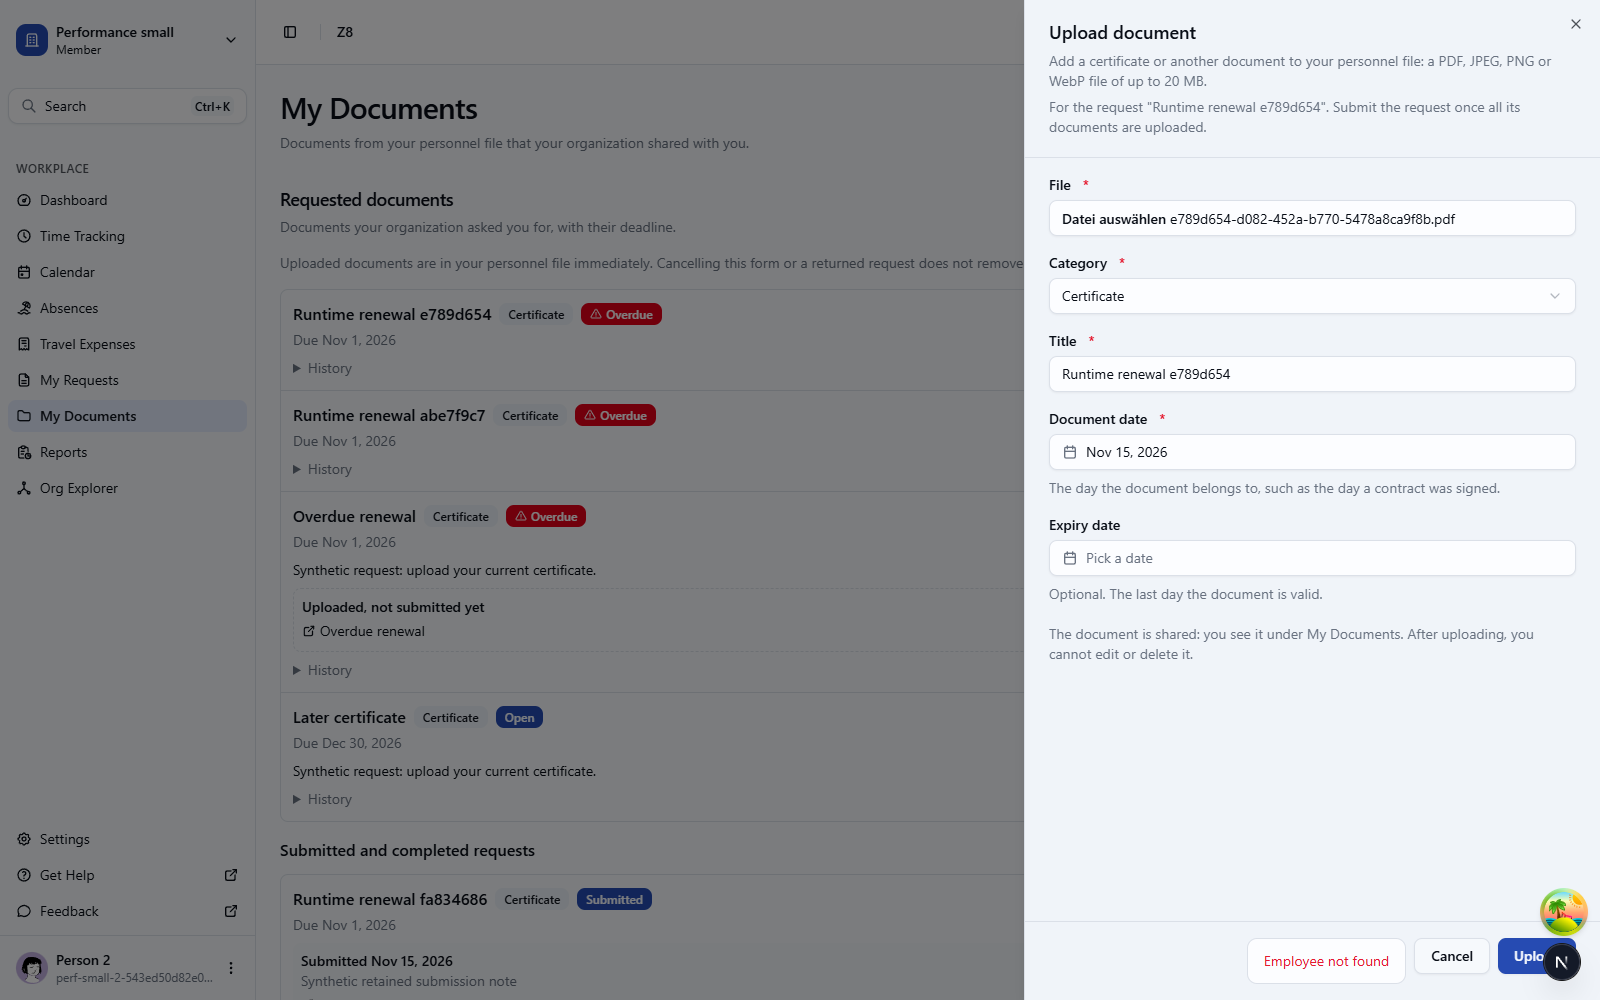 Performance small
Member
Search
Ctrl+K
WORKPLACE
Dashboard
Time Tracking
Calendar
Absences
Travel Expenses
My Requests
My Documents
Reports
Org Explorer
Settings
Get Help
Feedback
Person 2
perf-small-2-543ed50d82e0...
Z8
My Documents
Documents from your personnel file that your organization shared with you.
Requested documents
Documents your organization asked you for, with their deadline.
Uploaded documents are in your personnel file immediately. Cancelling this form or a returned request does not remove
Runtime renewal e789d654 Certificate Overdue
Due Nov 1, 2026
History
Runtime renewal abe7f9c7 Certificate Overdue
Due Nov 1, 2026
History
Overdue renewal Certificate Overdue
Due Nov 1, 2026
Synthetic request: upload your current certificate.
Uploaded, not submitted yet
Overdue renewal
History
Later certificate Certificate Open
Due Dec 30, 2026
Synthetic request: upload your current certificate.
History
Submitted and completed requests
Runtime renewal fa834686 Certificate Submitted
Due Nov 1, 2026
Submitted Nov 15, 2026
Synthetic retained submission note
Upload document
Add a certificate or another document to your personnel file: a PDF, JPEG, PNG or
WebP file of up to 20 MB.
For the request "Runtime renewal e789d654". Submit the request once all its
documents are uploaded.
File *
Datei auswählen e789d654-d082-452a-b770-5478a8ca9f8b.pdf
Category *
Certificate
Title *
Runtime renewal e789d654
Document date *
Nov 15, 2026
The day the document belongs to, such as the day a contract was signed.
Expiry date
Pick a date
Optional. The last day the document is valid.
The document is shared: you see it under My Documents. After uploading, you
cannot edit or delete it.
Employee not found
Cancel
Uplo
N